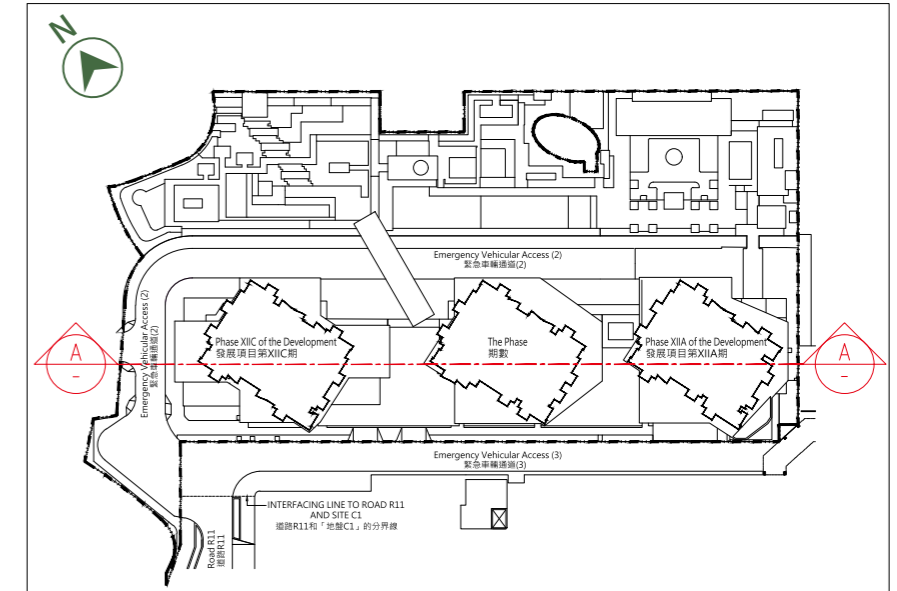 N
Emergency Vehicular Access (2)
緊急車輛通道(2)
Emergency Vehicular Access (2)
緊急車輛通道(2)
Phase XIIC of the Development
發展項目第XIIC期
The Phase
期數
Phase XIIA of the Development
發展項目第XIIA期
A
-
A
-
Emergency Vehicular Access (3)
緊急車輛通道(3)
INTERFACING LINE TO ROAD R11
AND SITE C1
道路R11和「地盤C1」的分界線
Road R11
道路R11